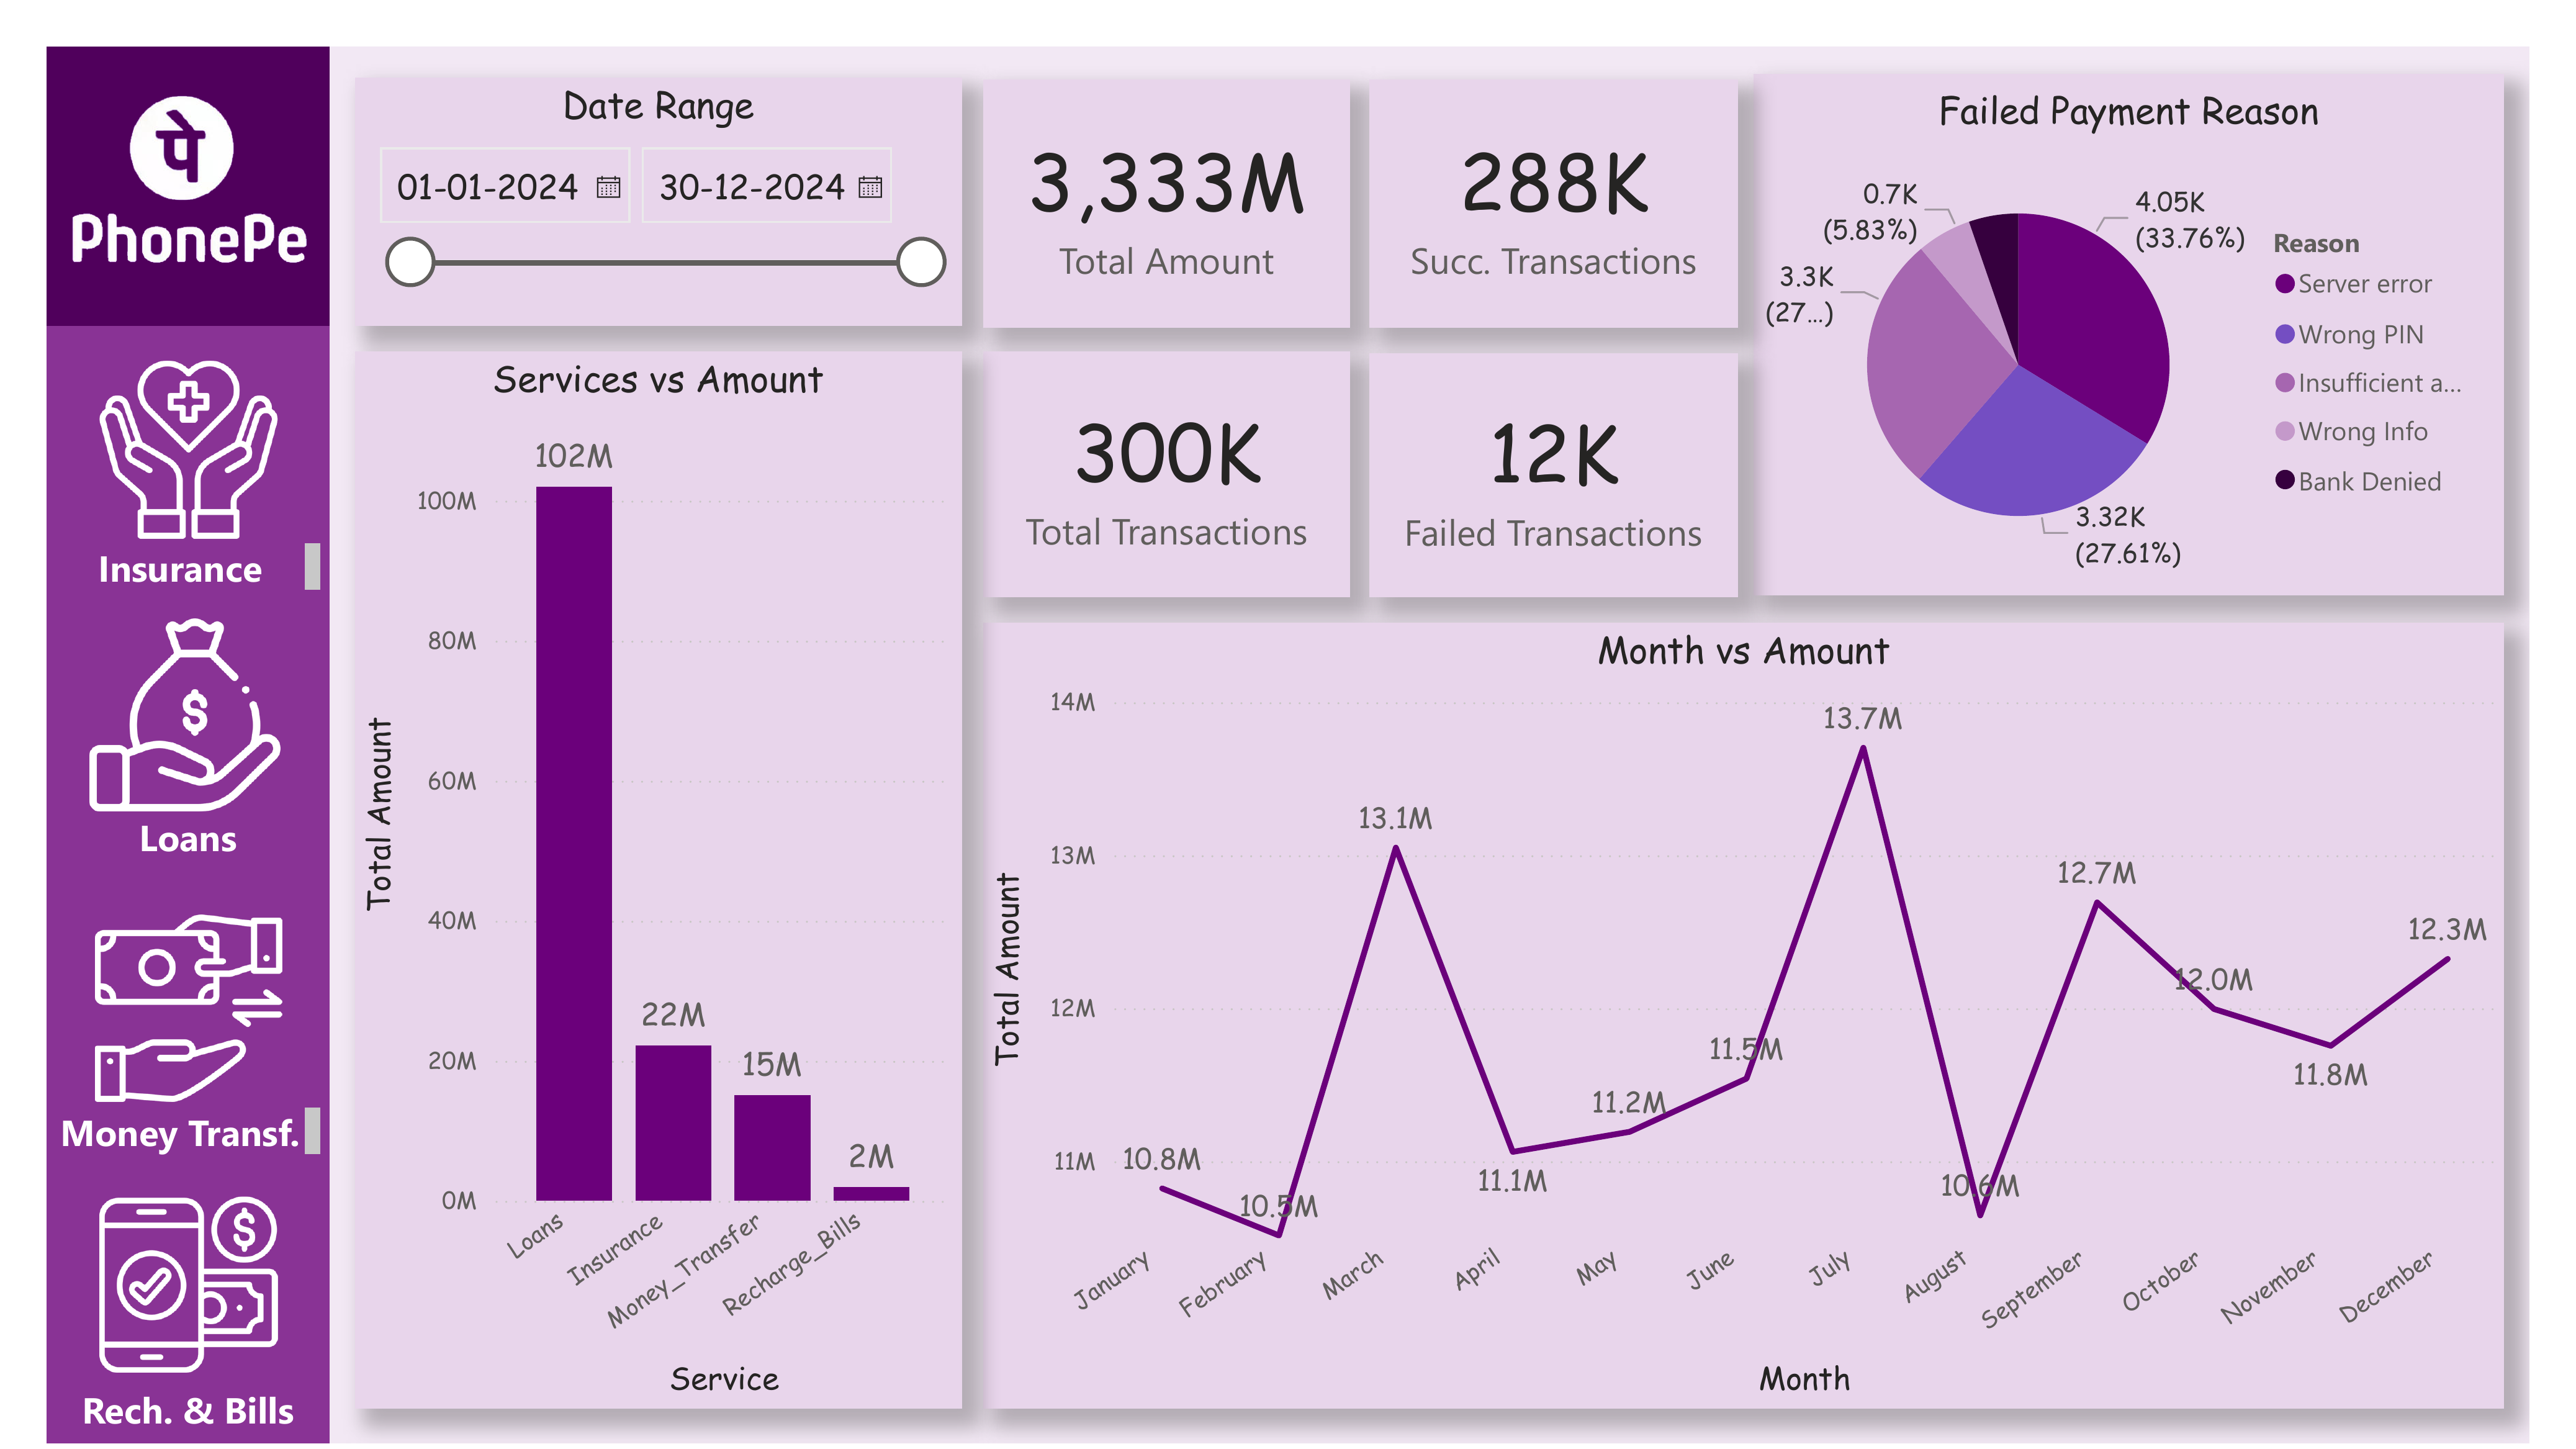 पे
PhonePe
Insurance
Loans
Money Transf.
Rech. & Bills
Date Range
01-01-2024
30-12-2024
3,333M
Total Amount
288K
Succ. Transactions
300K
Total Transactions
12K
Failed Transactions
Failed Payment Reason
0.7K
(5.83%)
4.05K
(33.76%)
3.3K
(27...)
3.32K
(27.61%)
Reason
Server error
Wrong PIN
Insufficient a...
Wrong Info
Bank Denied
Services vs Amount
Total Amount
100M
80M
60M
40M
20M
0M
102M
22M
15M
2M
Loans
Insurance
Money_Transfer
Recharge_Bills
Service
Month vs Amount
Total Amount
14M
13M
12M
11M
10.8M
10.5M
13.1M
11.1M
11.2M
11.5M
13.7M
10.6M
12.7M
12.0M
11.8M
12.3M
January
February
March
April
May
June
July
August
September
October
November
December
Month